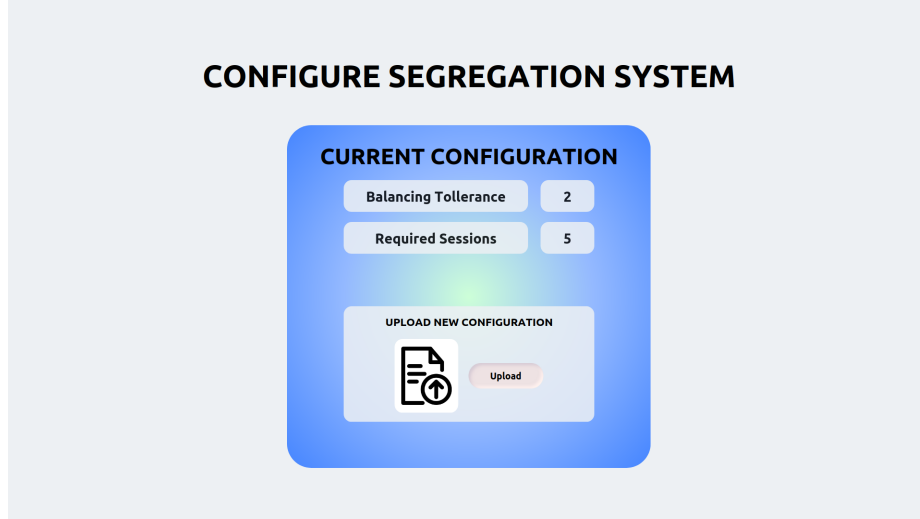 CONFIGURE SEGREGATION SYSTEM
CURRENT CONFIGURATION
Balancing Tollerance 2
Required Sessions 5
UPLOAD NEW CONFIGURATION
Upload